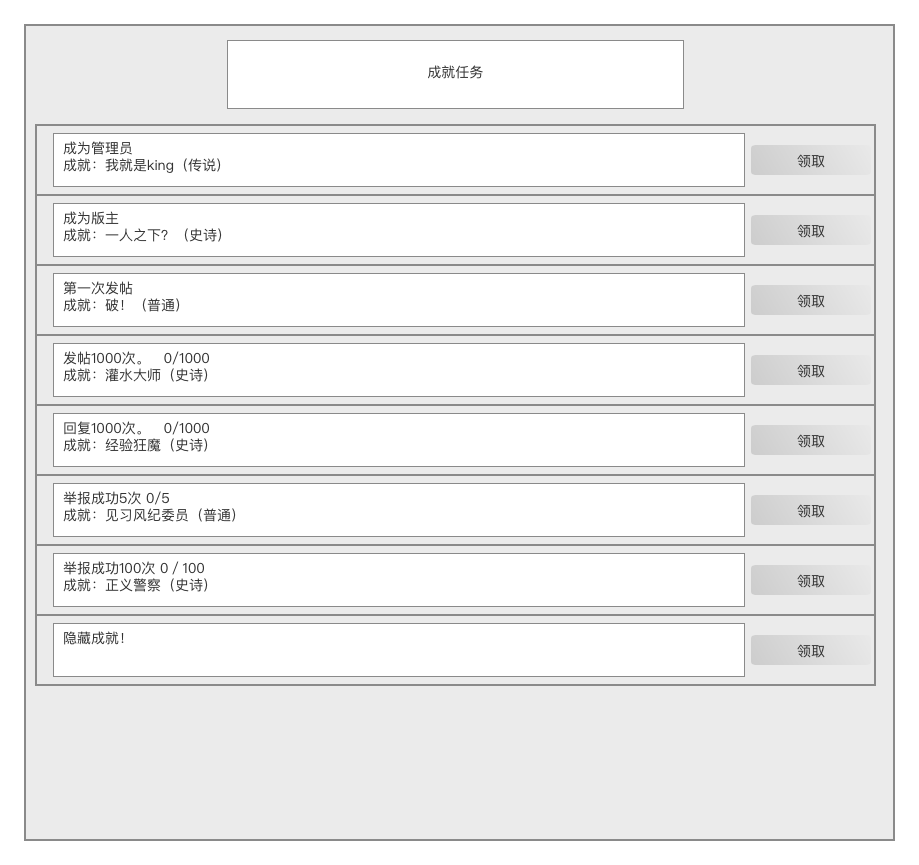 成就任务
成为管理员
成就：我就是king（传说）
领取
成为版主
成就：一人之下？（史诗）
领取
第一次发帖
成就：破！（普通）
领取
发帖1000次。 0/1000
成就：灌水大师（史诗）
领取
回复1000次。 0/1000
成就：经验狂魔（史诗）
领取
举报成功5次 0/5
成就：见习风纪委员（普通）
领取
举报成功100次 0 / 100
成就：正义警察（史诗）
领取
隐藏成就！
领取